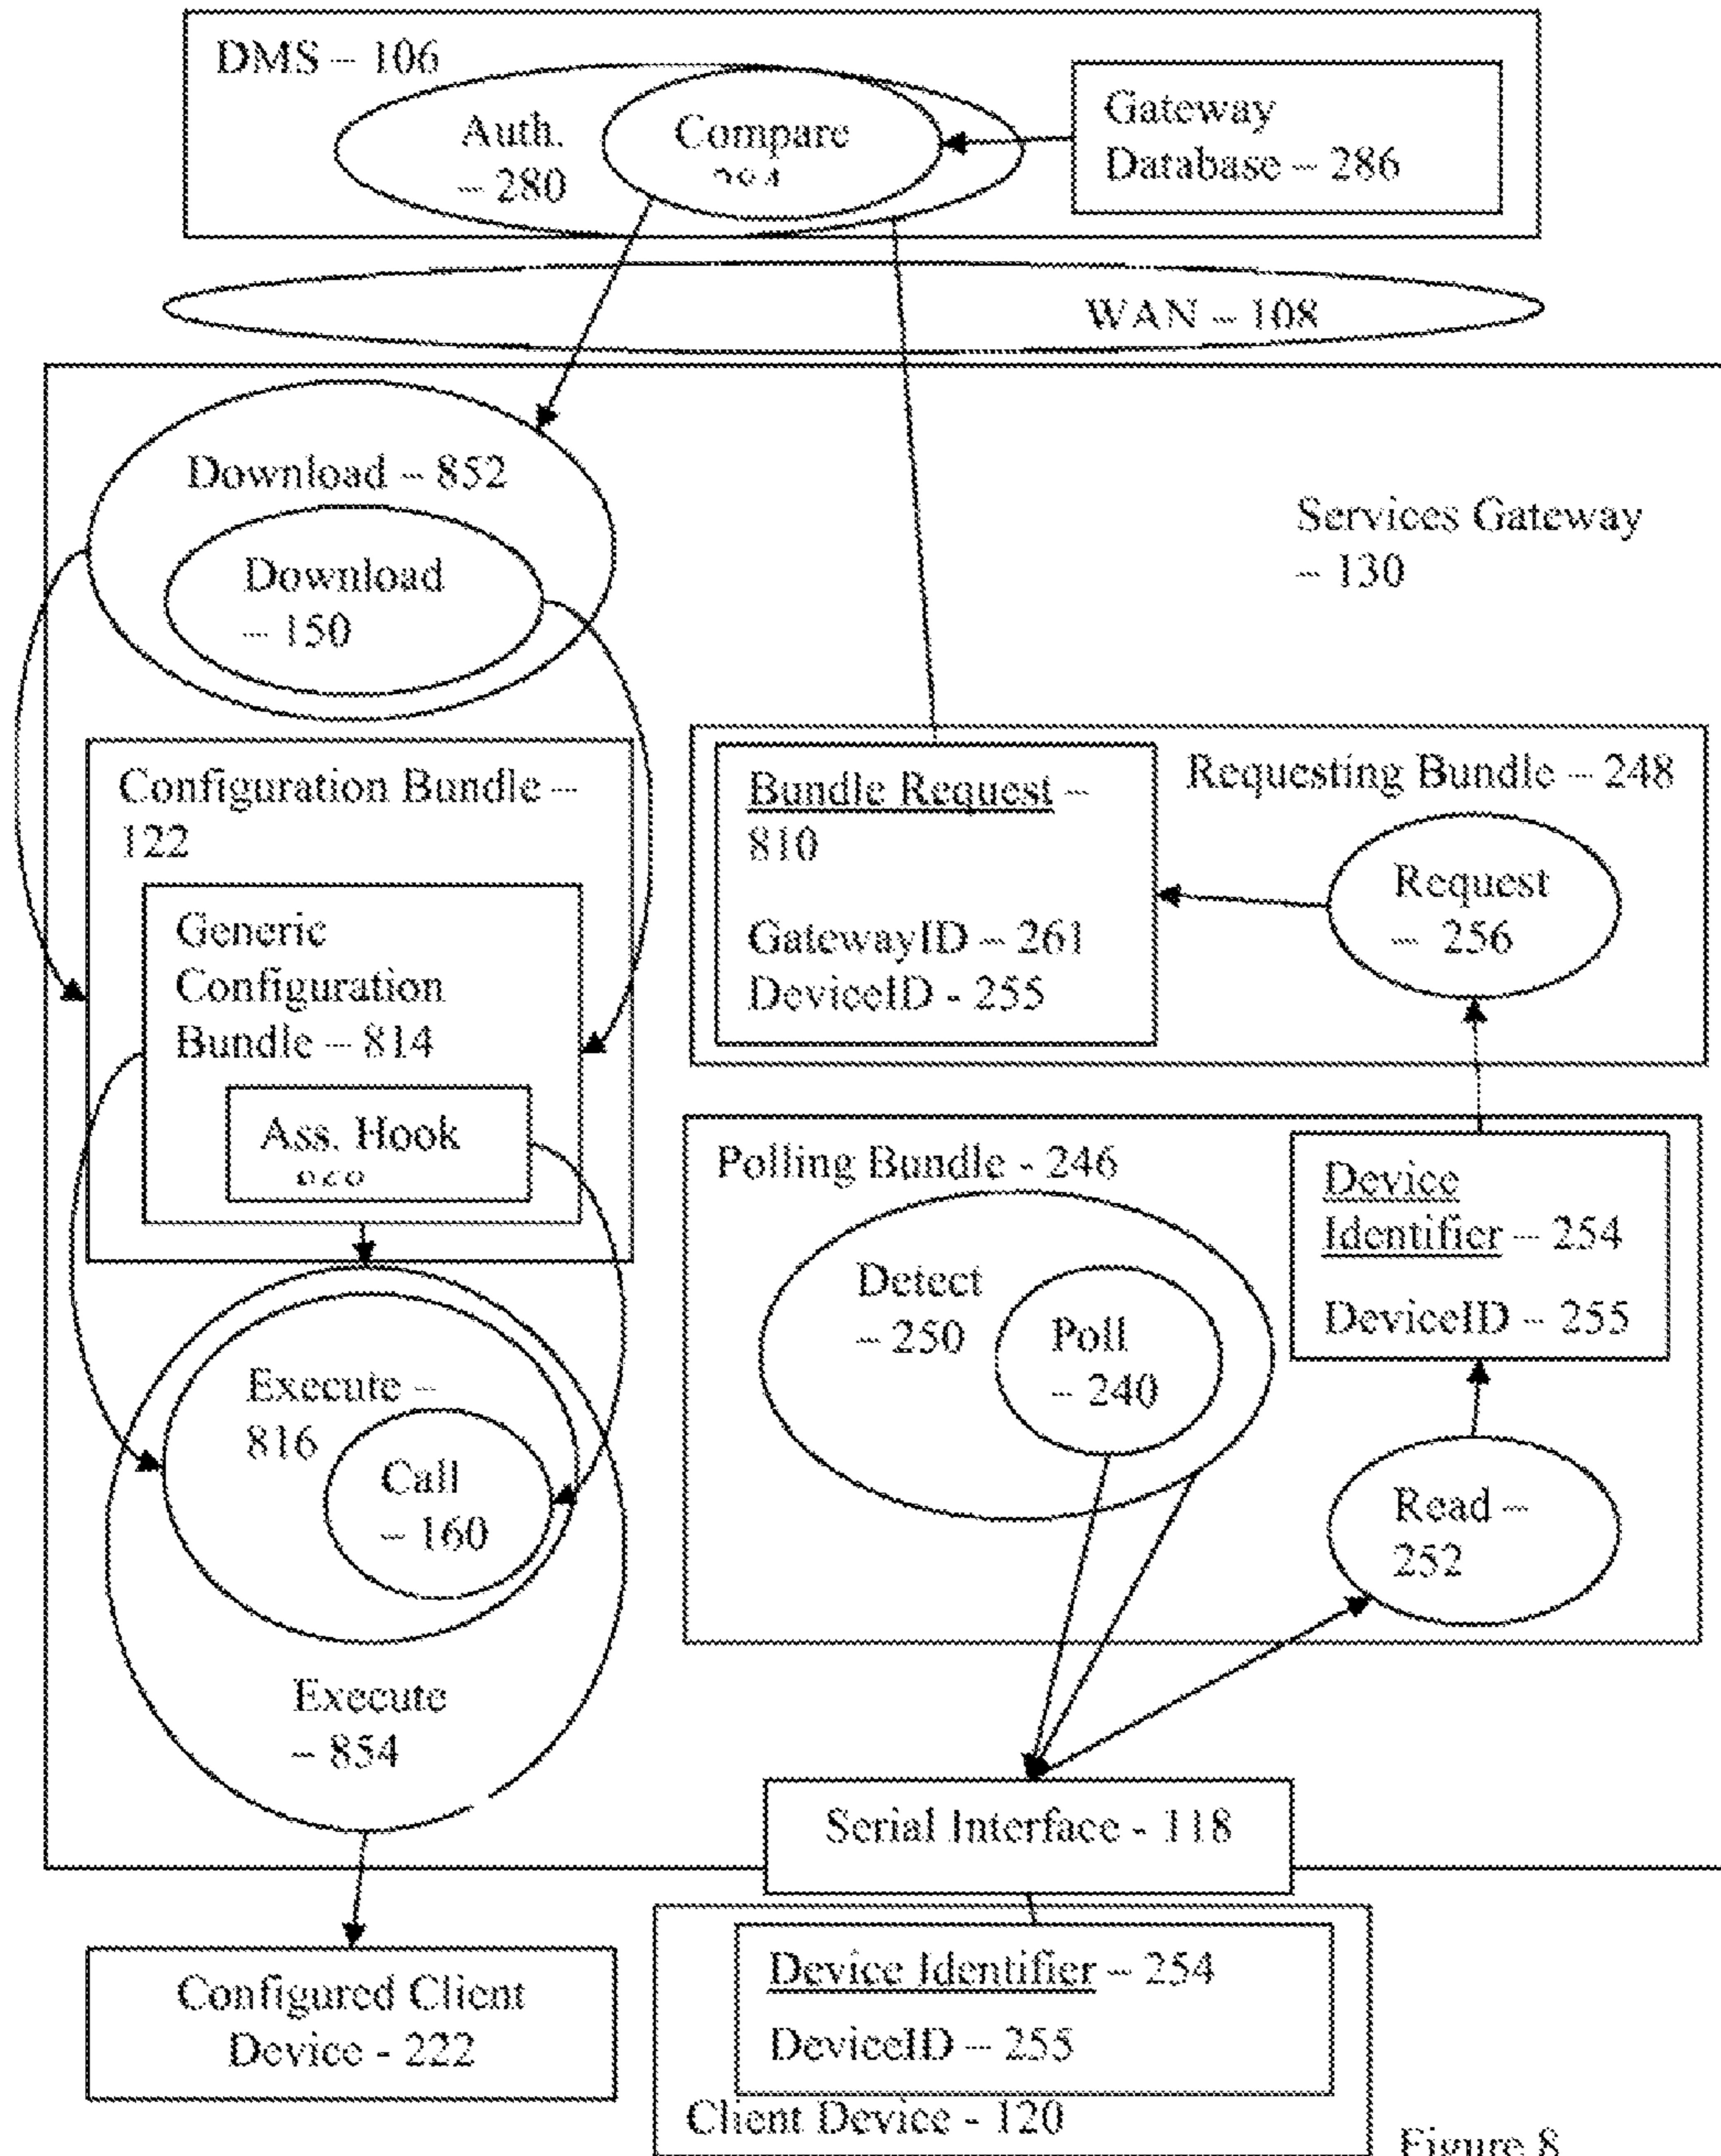 DMS – 106
Auth.
– 280
Compare
Gateway
Database – 286
WAN – 108
Download – 852
Download
– 150
Services Gateway
– 130
Configuration Bundle –
122
Generic
Configuration
Bundle – 814
Ass. Hook
Bundle Request –
810
GatewayID – 261
DeviceID - 255
Requesting Bundle – 248
Request
– 256
Polling Bundle - 246
Detect
– 250
Poll
– 240
Device
Identifier – 254
DeviceID – 255
Read –
252
Execute –
816
Call
– 160
Execute
– 854
Serial Interface - 118
Configured Client
Device - 222
Device Identifier – 254
DeviceID – 255
Client Device - 120
Figure 8